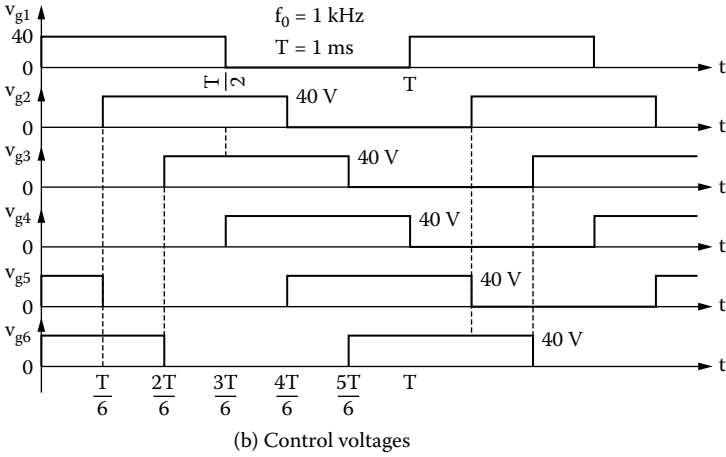 v_g1
f_0 = 1 kHz
40
T = 1 ms
0
t
T/2
T
v_g2
40 V
0
t
v_g3
40 V
0
t
v_g4
40 V
0
t
v_g5
40 V
0
t
v_g6
40 V
0
t
T/6
2T/6
3T/6
4T/6
5T/6
T
(b) Control voltages